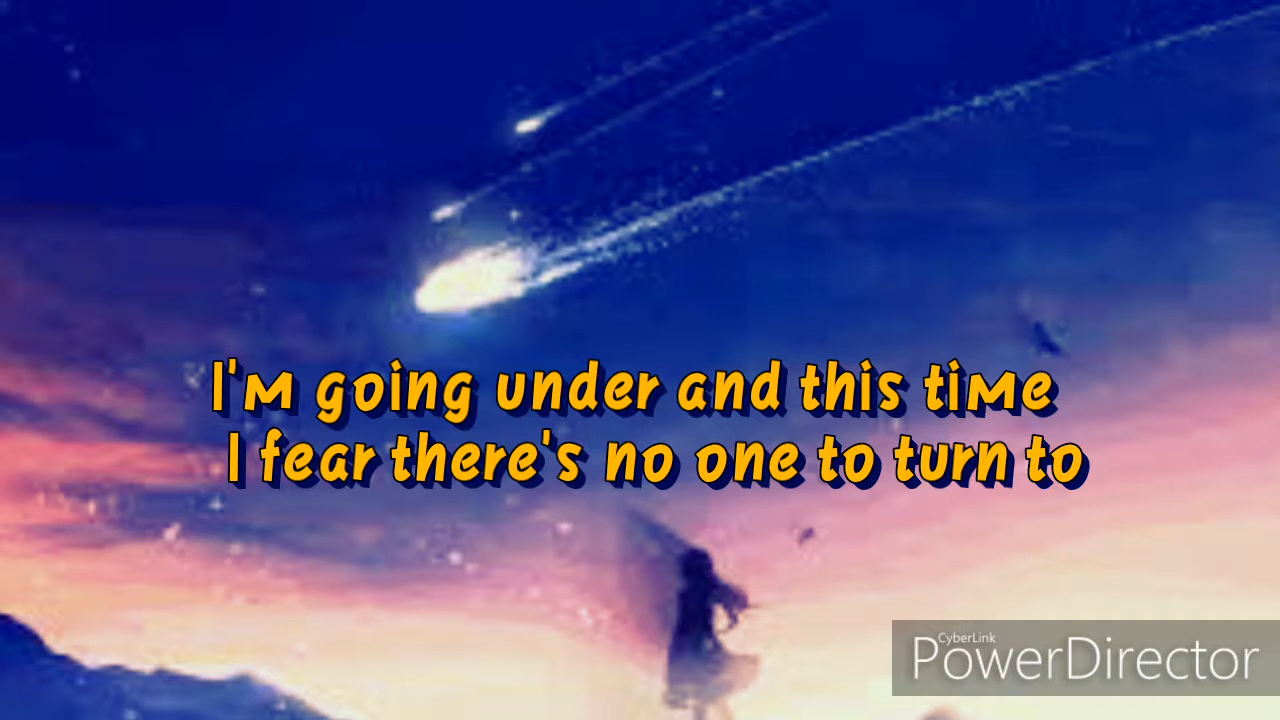 I'm going under and this time
I fear there's no one to turn to
CyberLink
PowerDirector